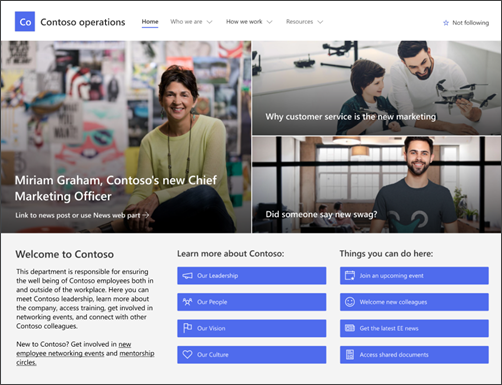 Co Contoso operations Home Who we are How we work Resources Not following
Why customer service is the new marketing
Miriam Graham, Contoso's new Chief
Marketing Officer
Link to news post or use News web part
Did someone say new swag?
Welcome to Contoso
This department is responsible for ensuring
the well being of Contoso employees both in
and outside of the workplace. Here you can
meet Contoso leadership, learn more about
the company, access training, get involved in
networking events, and connect with other
Contoso colleagues.
New to Contoso? Get involved in new
employee networking events and mentorship
circles.
Learn more about Contoso:
Our Leadership
Our People
Our Vision
Our Culture
Things you can do here:
Join an upcoming event
Welcome new colleagues
Get the latest EE news
Access shared documents